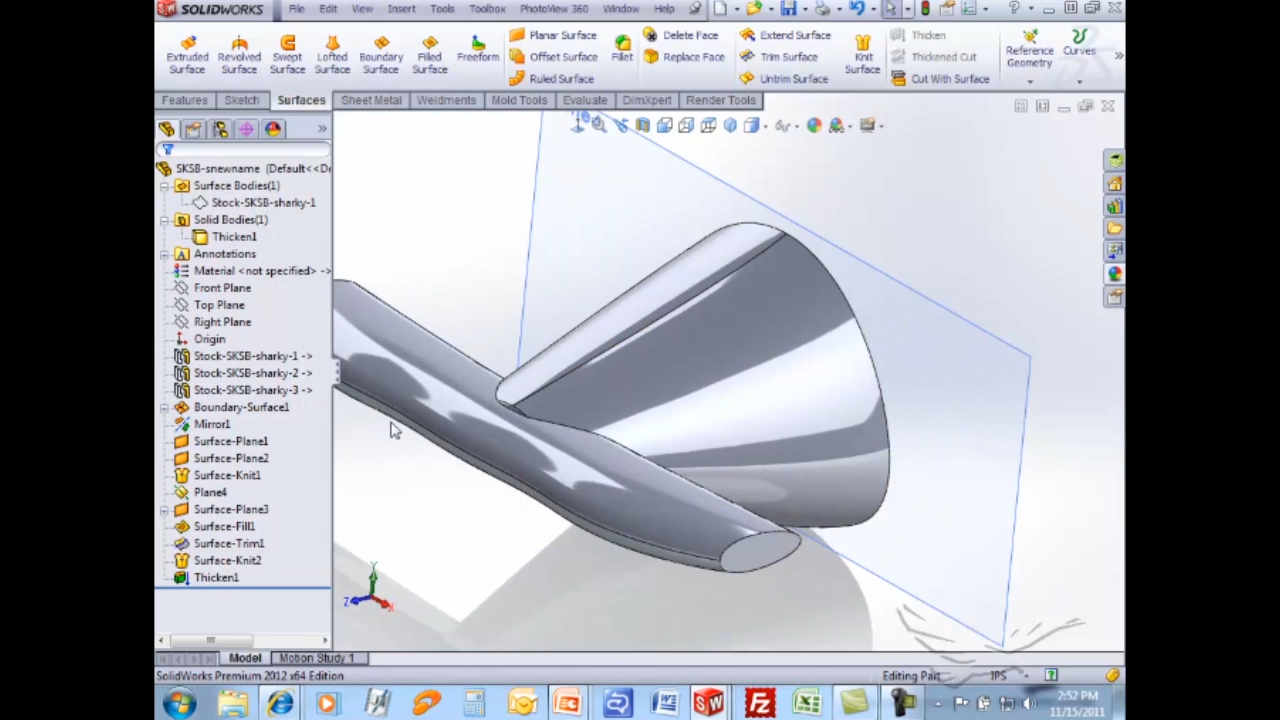 SOLIDWORKS File Edit View Insert Tools Toolbox PhotoView 360 Window Help
Extruded Surface
Revolved Surface
Swept Surface
Lofted Surface
Boundary Surface
Filled Surface
Freeform
Planar Surface
Offset Surface
Ruled Surface
Fillet
Delete Face
Replace Face
Extend Surface
Trim Surface
Untrim Surface
Knit Surface
Thicken
Thickened Cut
Cut With Surface
Reference Geometry
Curves
Features Sketch Surfaces Sheet Metal Weldments Mold Tools Evaluate DimXpert Render Tools
SKSB-snewname (Default<<De
Surface Bodies(1)
Stock-SKSB-sharky-1
Solid Bodies(1)
Thicken1
Annotations
Material <not specified> ->
Front Plane
Top Plane
Right Plane
Origin
Stock-SKSB-sharky-1 ->
Stock-SKSB-sharky-2 ->
Stock-SKSB-sharky-3 ->
Boundary-Surface1
Mirror1
Surface-Plane1
Surface-Plane2
Surface-Knit1
Plane4
Surface-Plane3
Surface-Fill1
Surface-Trim1
Surface-Knit2
Thicken1
Y
Z X
Model Motion Study 1
SolidWorks Premium 2012 x64 Edition Editing Part IPS
2:52 PM
11/15/2011